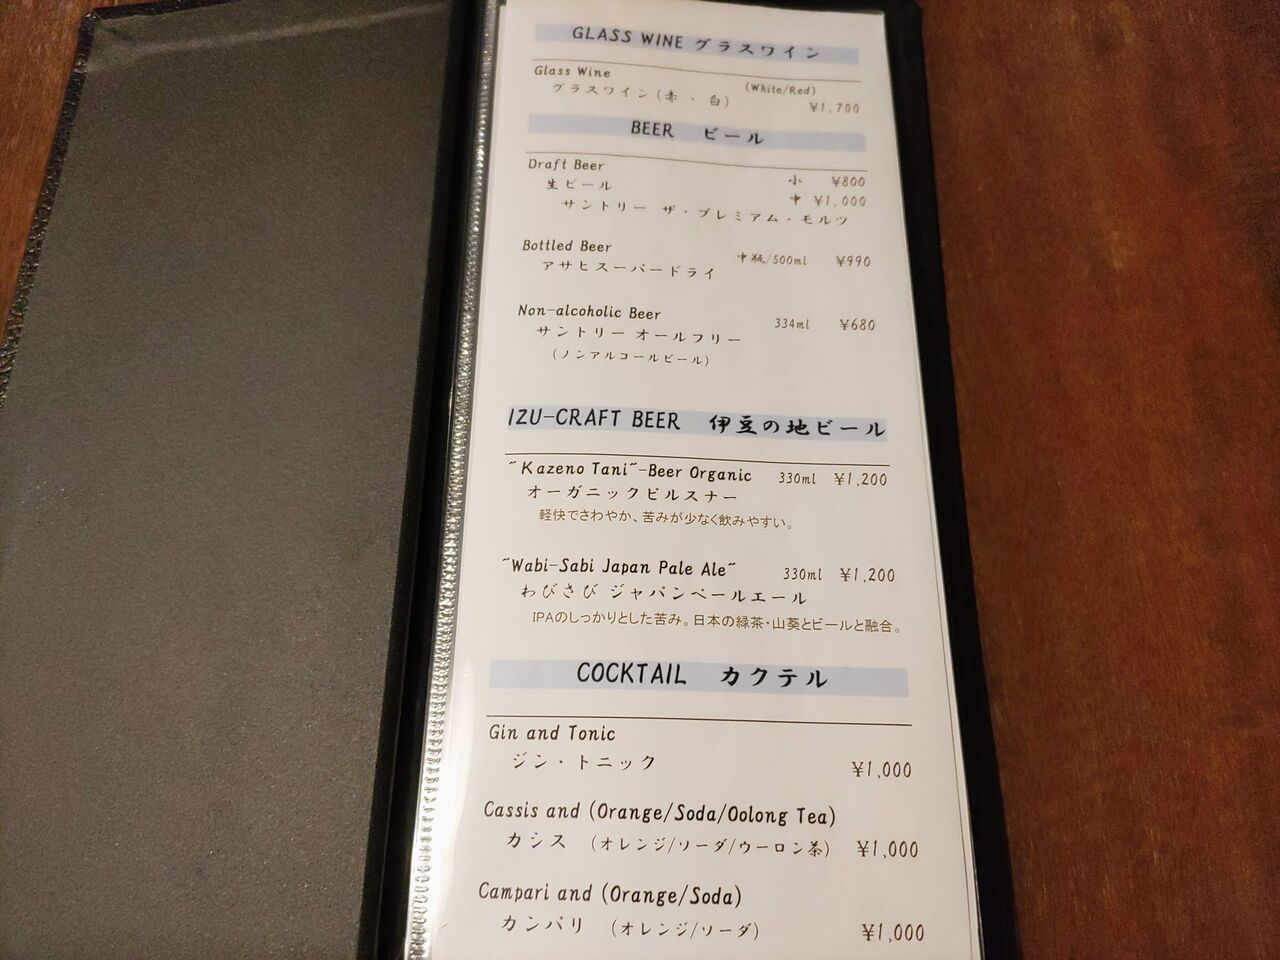 GLASS WINE グラスワイン
Glass Wine (White/Red)
グラスワイン(赤・白) ¥1,700
BEER ビール
Draft Beer 小 ¥800
生ビール 中 ¥1,000
サントリー ザ・プレミアム・モルツ
Bottled Beer 中瓶/500ml ¥990
アサヒスーパードライ
Non-alcoholic Beer 334ml ¥680
サントリー オールフリー
(ノンアルコールビール)
IZU-CRAFT BEER 伊豆の地ビール
"Kazeno Tani"-Beer Organic 330ml ¥1,200
オーガニックピルスナー
軽快でさわやか、苦みが少なく飲みやすい。
"Wabi-Sabi Japan Pale Ale" 330ml ¥1,200
わびさび ジャパンペールエール
IPAのしっかりとした苦み。日本の緑茶・山葵とビールと融合。
COCKTAIL カクテル
Gin and Tonic
ジン・トニック ¥1,000
Cassis and (Orange/Soda/Oolong Tea)
カシス (オレンジ/ソーダ/ウーロン茶) ¥1,000
Campari and (Orange/Soda)
カンパリ (オレンジ/ソーダ) ¥1,000